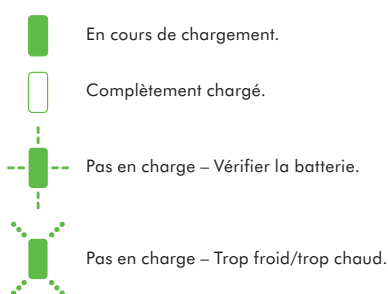 En cours de chargement.
Complètement chargé.
Pas en charge – Vérifier la batterie.
Pas en charge – Trop froid/trop chaud.